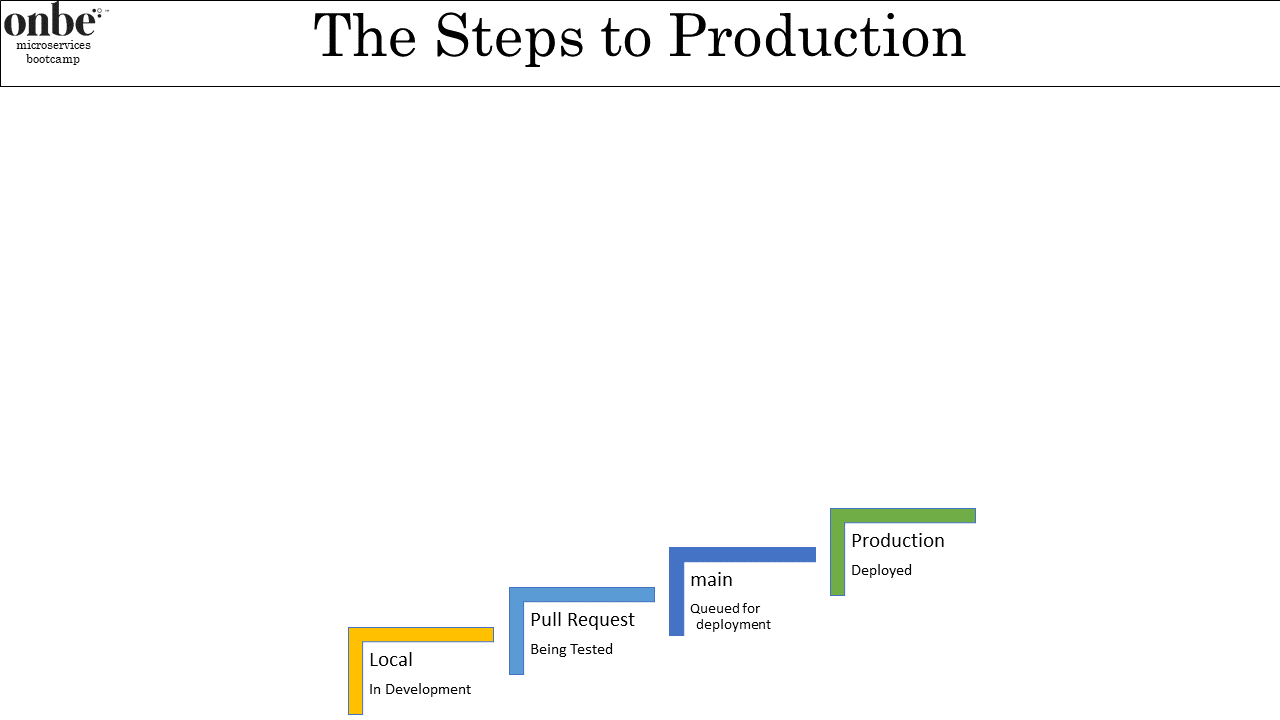 onbe
microservices
bootcamp
The Steps to Production
Production
Deployed
main
Queued for
deployment
Pull Request
Being Tested
Local
In Development